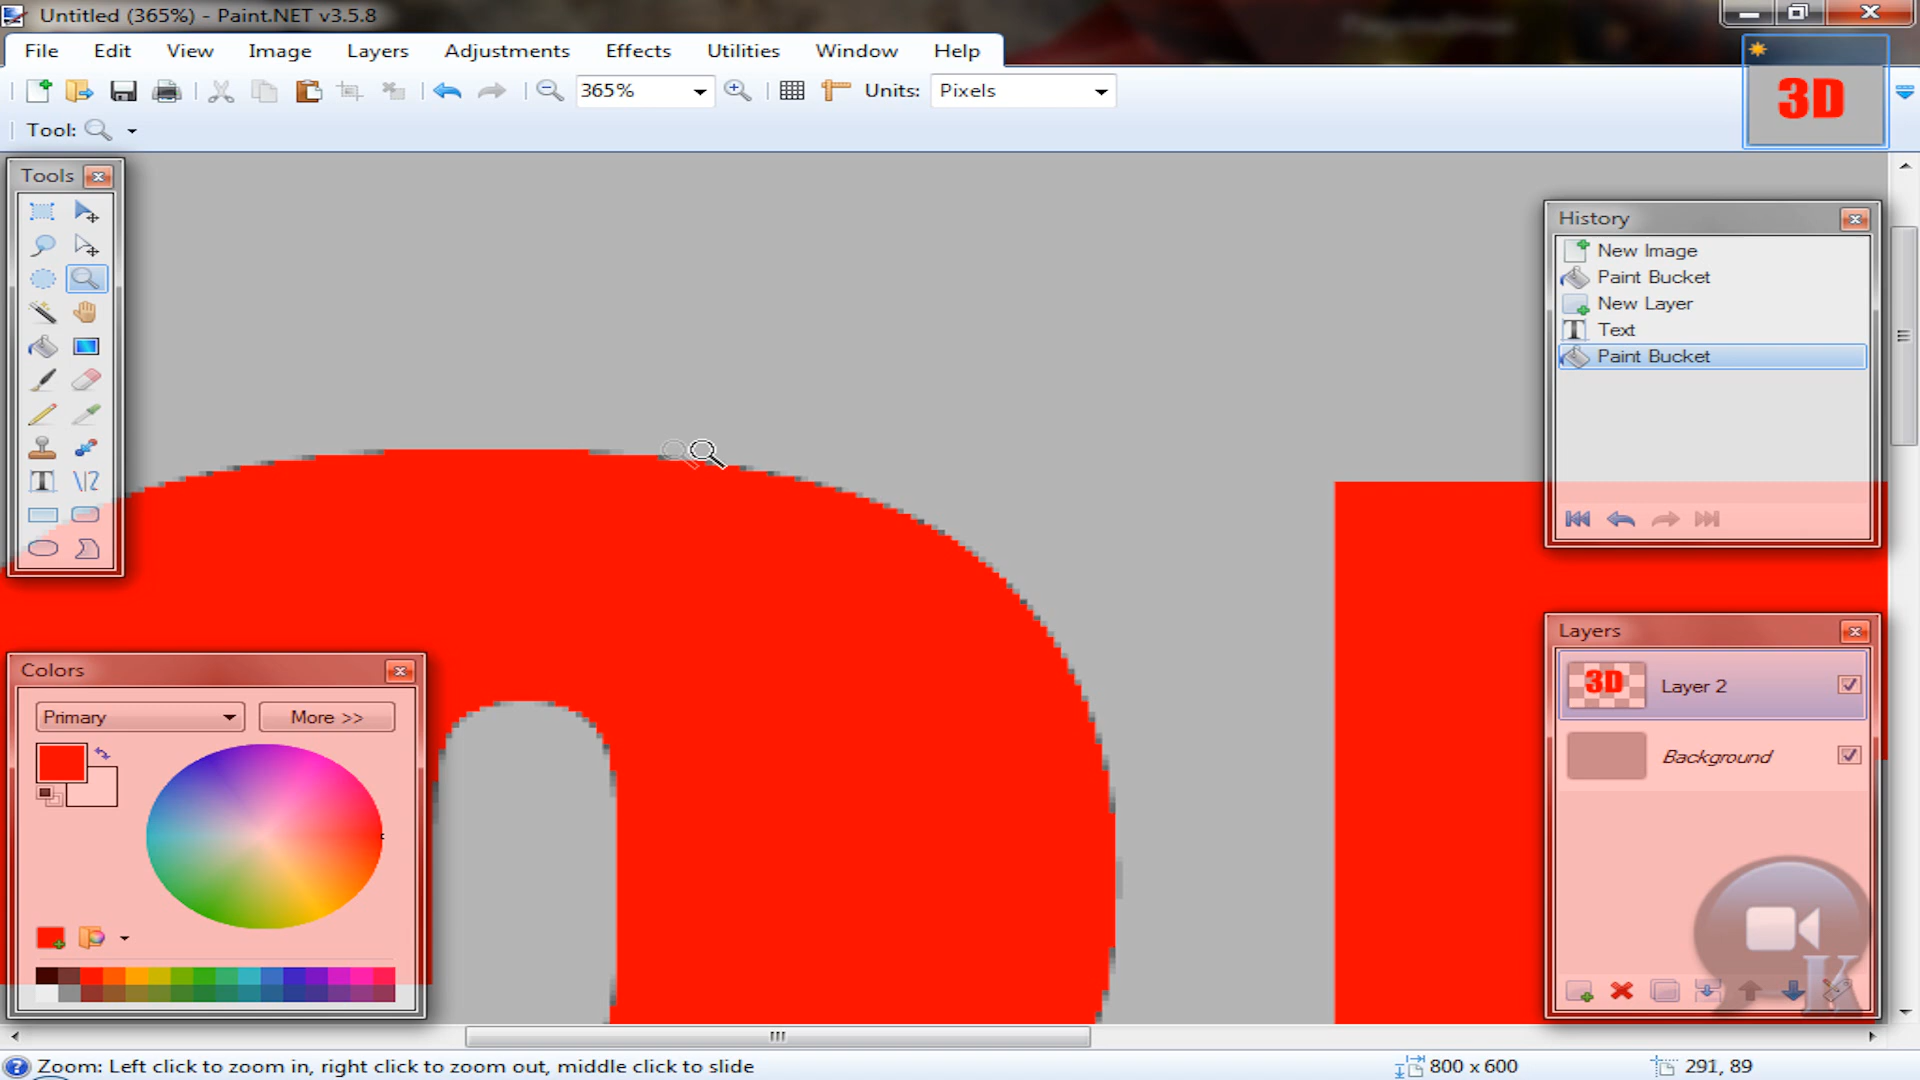 Untitled (365%) - Paint.NET v3.5.8
File Edit View Image Layers Adjustments Effects Utilities Window Help
365% Units: Pixels
3D
Tool:
Tools
History
New Image
Paint Bucket
New Layer
Text
Paint Bucket
Layers
3D Layer 2
Background
Colors
Primary More >>
K
Zoom: Left click to zoom in, right click to zoom out, middle click to slide 800 x 600 291, 89